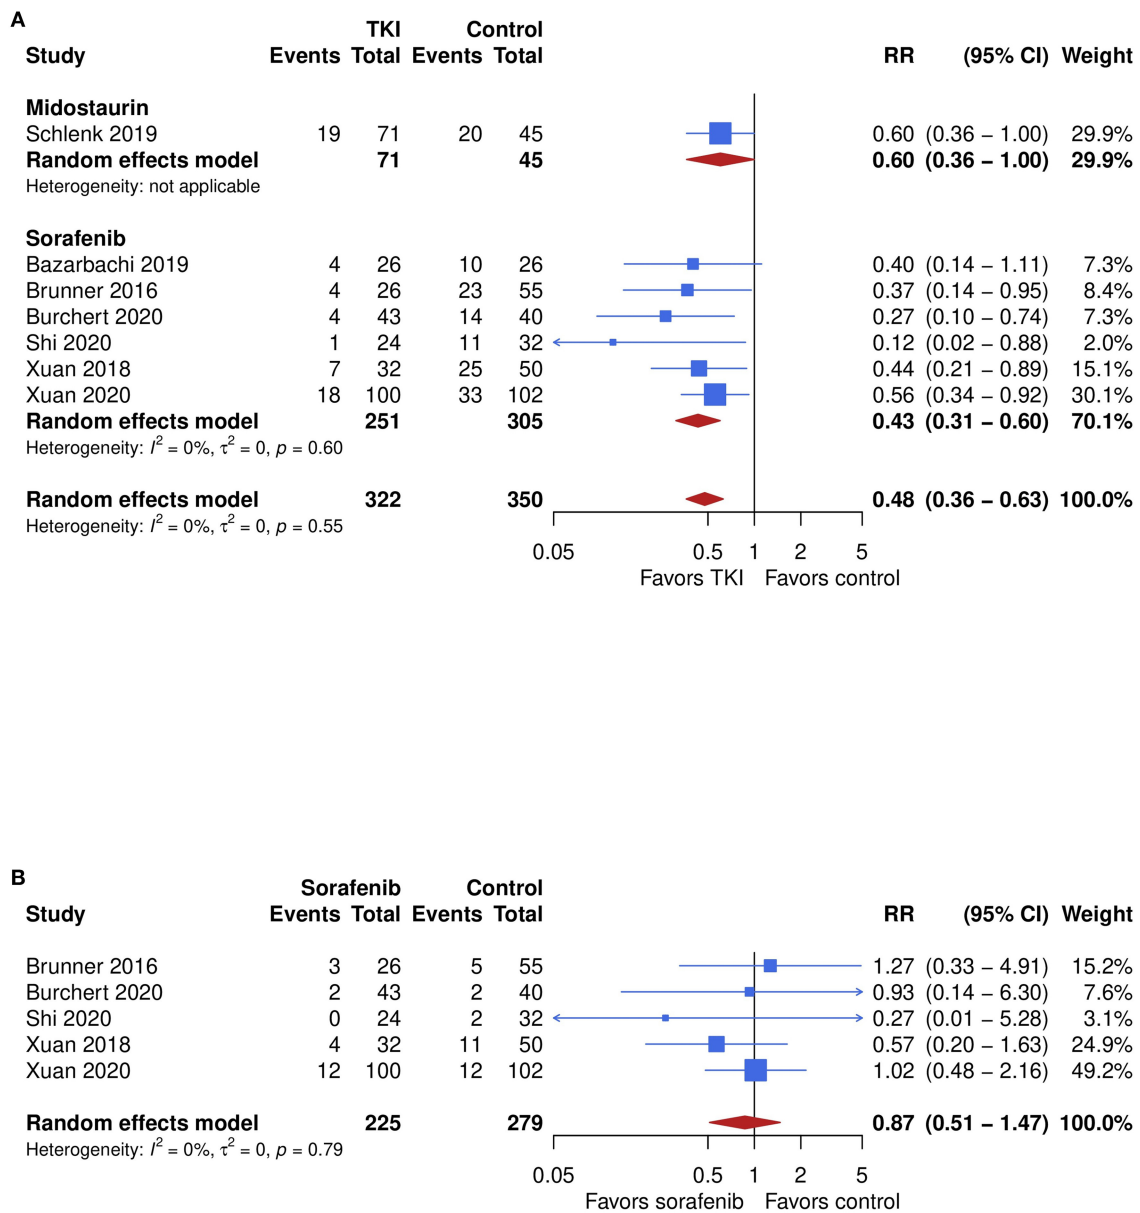 A
TKI Control
Study Events Total Events Total RR (95% CI) Weight
Midostaurin
Schlenk 2019 19 71 20 45 0.60 (0.36 − 1.00) 29.9%
Random effects model 71 45 0.60 (0.36 − 1.00) 29.9%
Heterogeneity: not applicable
Sorafenib
Bazarbachi 2019 4 26 10 26 0.40 (0.14 − 1.11) 7.3%
Brunner 2016 4 26 23 55 0.37 (0.14 − 0.95) 8.4%
Burchert 2020 4 43 14 40 0.27 (0.10 − 0.74) 7.3%
Shi 2020 1 24 11 32 0.12 (0.02 − 0.88) 2.0%
Xuan 2018 7 32 25 50 0.44 (0.21 − 0.89) 15.1%
Xuan 2020 18 100 33 102 0.56 (0.34 − 0.92) 30.1%
Random effects model 251 305 0.43 (0.31 − 0.60) 70.1%
Heterogeneity: I² = 0%, τ² = 0, p = 0.60
Random effects model 322 350 0.48 (0.36 − 0.63) 100.0%
Heterogeneity: I² = 0%, τ² = 0, p = 0.55
0.05 0.5 1 2 5
Favors TKI Favors control
B
Sorafenib Control
Study Events Total Events Total RR (95% CI) Weight
Brunner 2016 3 26 5 55 1.27 (0.33 − 4.91) 15.2%
Burchert 2020 2 43 2 40 0.93 (0.14 − 6.30) 7.6%
Shi 2020 0 24 2 32 0.27 (0.01 − 5.28) 3.1%
Xuan 2018 4 32 11 50 0.57 (0.20 − 1.63) 24.9%
Xuan 2020 12 100 12 102 1.02 (0.48 − 2.16) 49.2%
Random effects model 225 279 0.87 (0.51 − 1.47) 100.0%
Heterogeneity: I² = 0%, τ² = 0, p = 0.79
0.05 0.5 1 2 5
Favors sorafenib Favors control